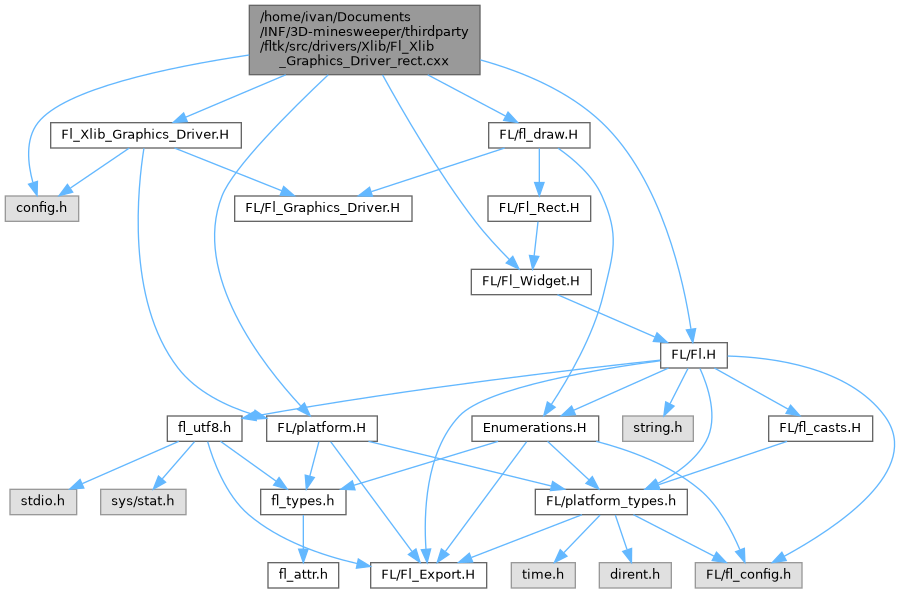 /home/ivan/Documents
/INF/3D-minesweeper/thirdparty
/fltk/src/drivers/Xlib/Fl_Xlib
_Graphics_Driver_rect.cxx
Fl_Xlib_Graphics_Driver.H
FL/fl_draw.H
config.h
FL/Fl_Graphics_Driver.H
FL/Fl_Rect.H
FL/Fl_Widget.H
FL/Fl.H
fl_utf8.h
FL/platform.H
Enumerations.H
string.h
FL/fl_casts.H
stdio.h
sys/stat.h
fl_types.h
FL/platform_types.h
fl_attr.h
FL/Fl_Export.H
time.h
dirent.h
FL/fl_config.h